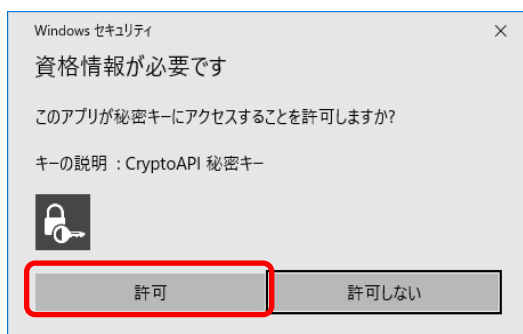 Windows セキュリティ
資格情報が必要です
このアプリが秘密キーにアクセスすることを許可しますか?
キーの説明 : CryptoAPI 秘密キー
許可
許可しない